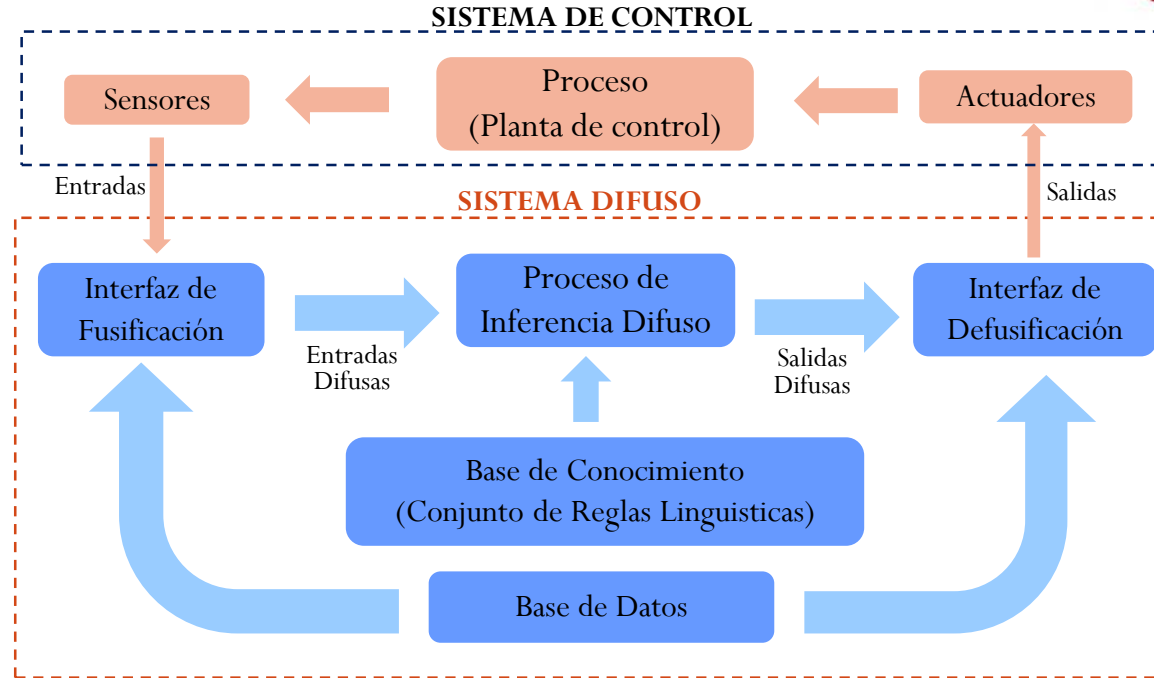 SISTEMA DE CONTROL
Sensores
Proceso
(Planta de control)
Actuadores
Entradas
Salidas
SISTEMA DIFUSO
Interfaz de
Fusificación
Entradas
Difusas
Proceso de
Inferencia Difuso
Salidas
Difusas
Interfaz de
Defusificación
Base de Conocimiento
(Conjunto de Reglas Linguisticas)
Base de Datos